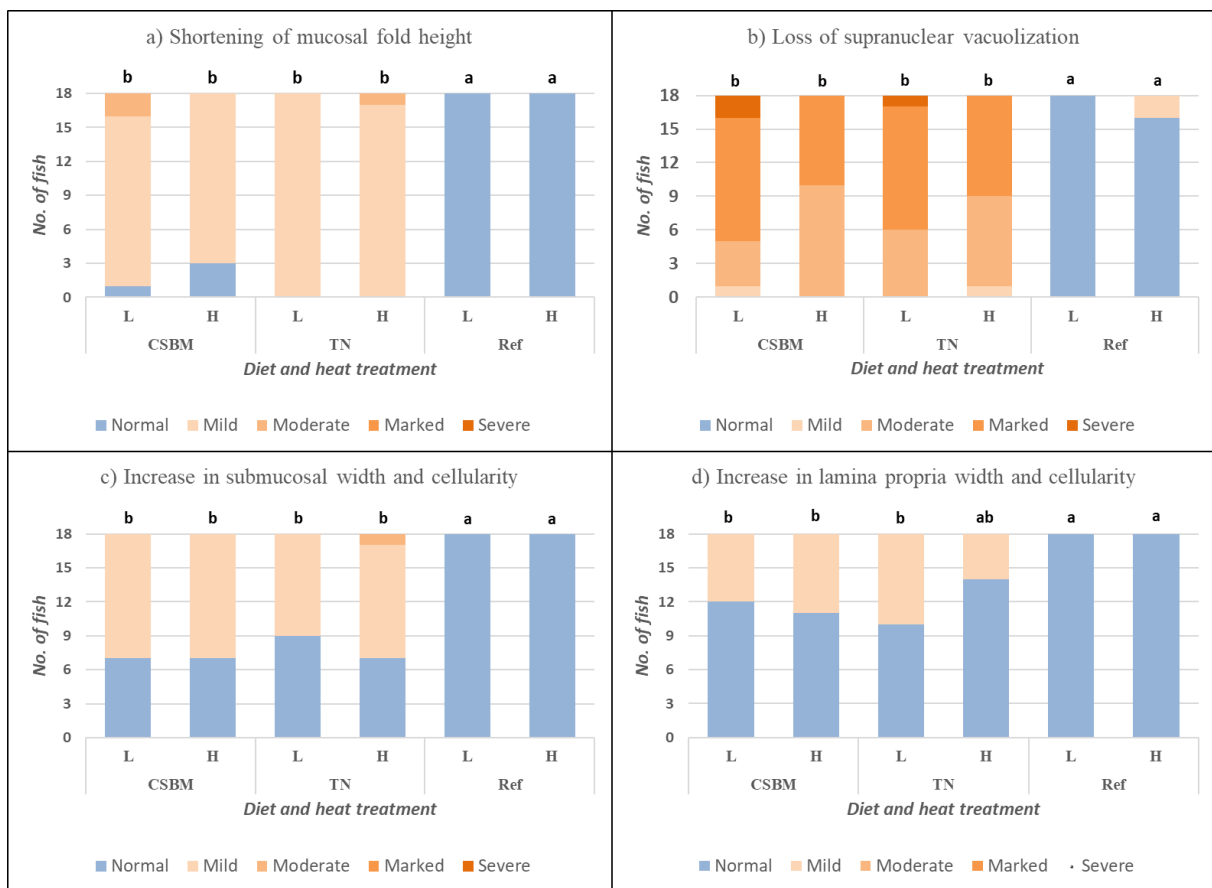 a) Shortening of mucosal fold height
b b b b a a
18
15
12
9
6
3
0
No. of fish
L H L H L H
CSBM TN Ref
Diet and heat treatment
Normal Mild Moderate Marked Severe
b) Loss of supranuclear vacuolization
b b b b a a
18
15
12
9
6
3
0
No. of fish
L H L H L H
CSBM TN Ref
Diet and heat treatment
Normal Mild Moderate Marked Severe
c) Increase in submucosal width and cellularity
b b b b a a
18
15
12
9
6
3
0
No. of fish
L H L H L H
CSBM TN Ref
Diet and heat treatment
Normal Mild Moderate Marked Severe
d) Increase in lamina propria width and cellularity
b b b ab a a
18
15
12
9
6
3
0
No. of fish
L H L H L H
CSBM TN Ref
Diet and heat treatment
Normal Mild Moderate Marked Severe